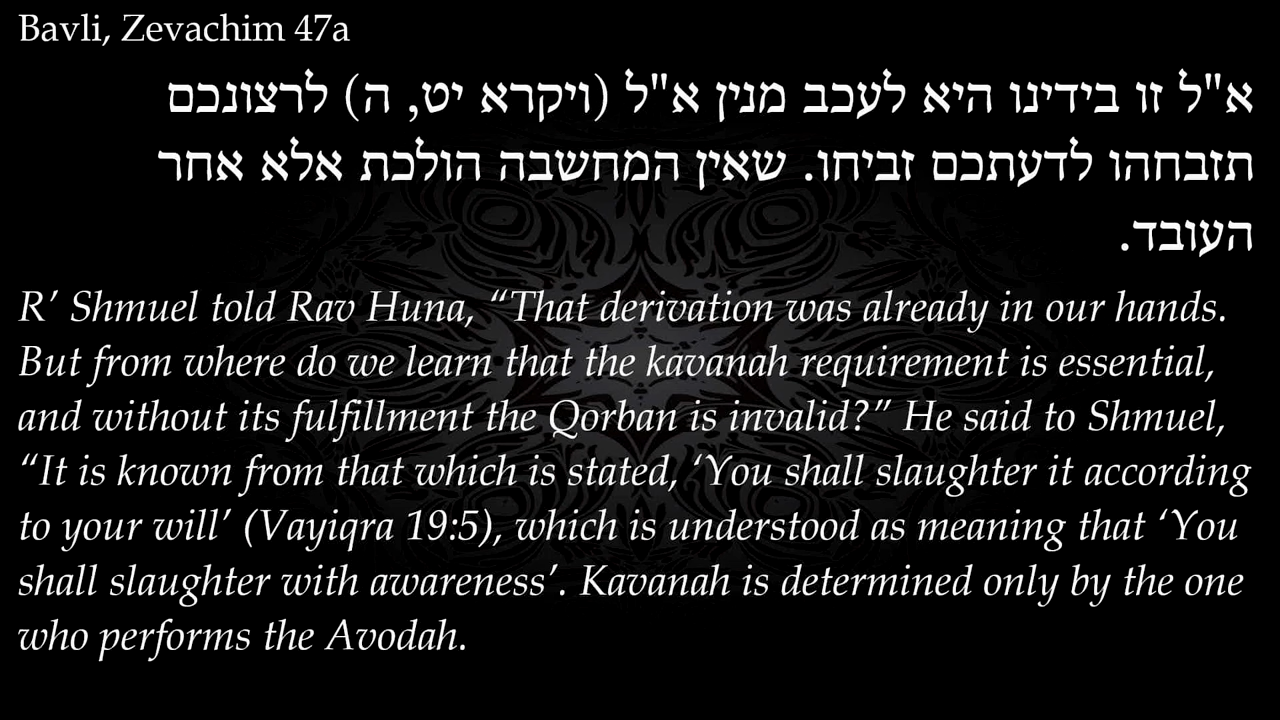 Bavli, Zevachim 47a
א"ל זו בידינו היא לעכב מנין א"ל (ויקרא יט, ה) לרצונכם
תזבחהו לדעתכם זביחו. שאין המחשבה הולכת אלא אחר
העובד.
R’ Shmuel told Rav Huna, “That derivation was already in our hands.
But from where do we learn that the kavanah requirement is essential,
and without its fulfillment the Qorban is invalid?” He said to Shmuel,
“It is known from that which is stated, ‘You shall slaughter it according
to your will’ (Vayiqra 19:5), which is understood as meaning that ‘You
shall slaughter with awareness’. Kavanah is determined only by the one
who performs the Avodah.